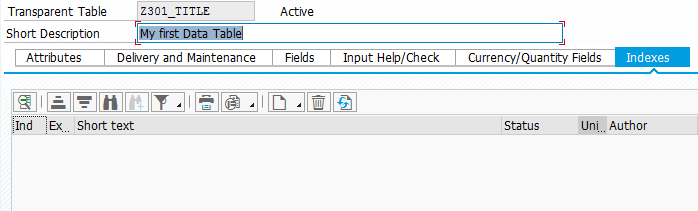 Transparent Table Z301_TITLE Active
Short Description My first Data Table
Attributes Delivery and Maintenance Fields Input Help/Check Currency/Quantity Fields Indexes
Ind Ex.. Short text Status Uni... Author